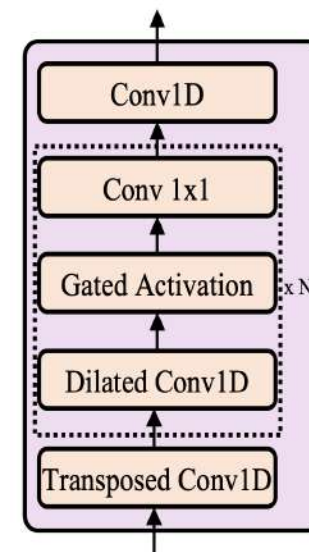 Conv1D
Conv 1x1
Gated Activation
x N
Dilated Conv1D
Transposed Conv1D